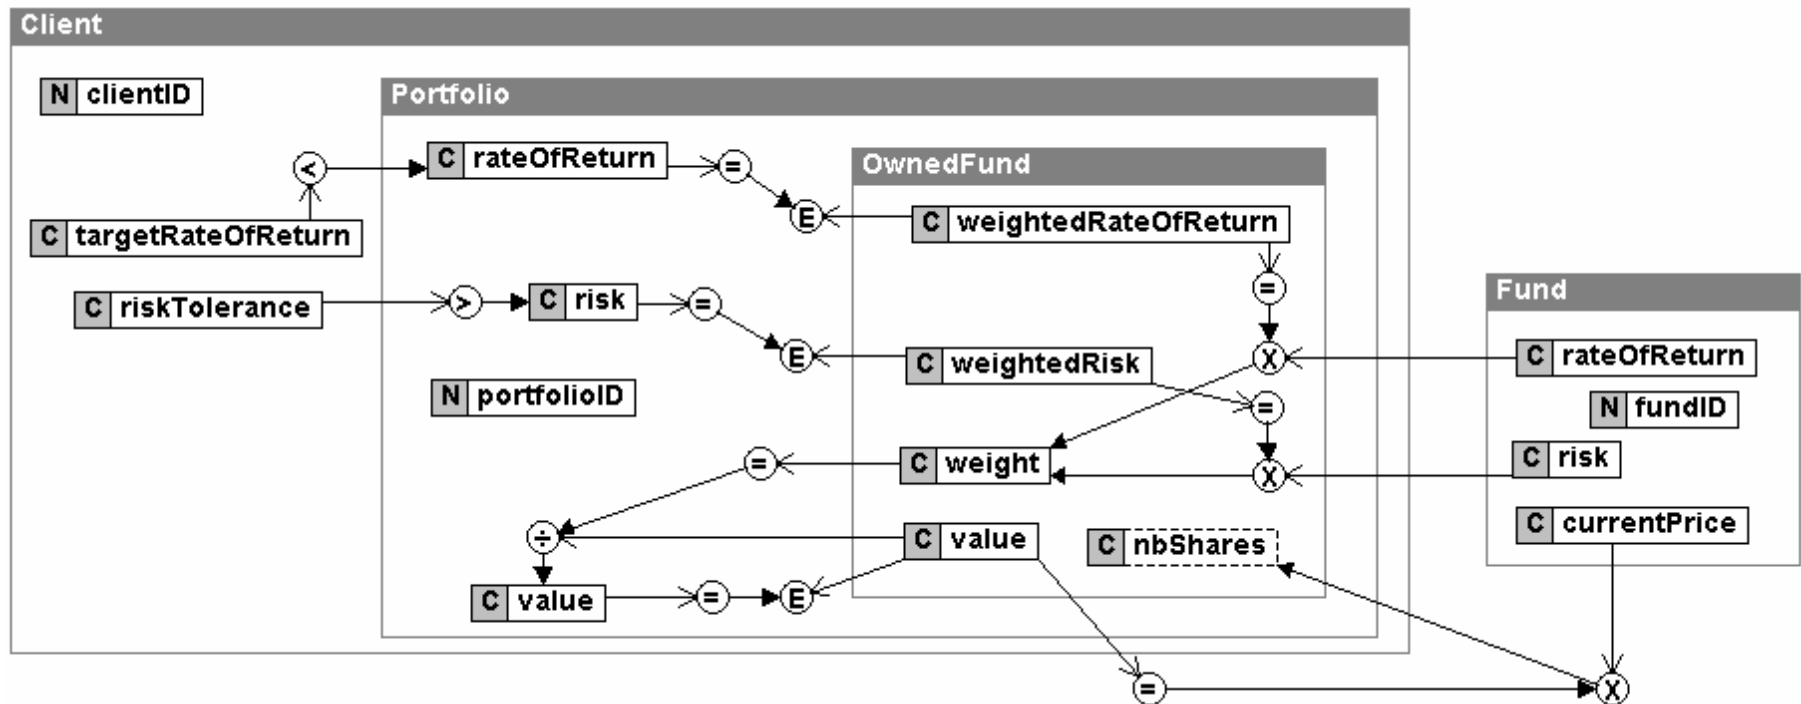 Client
N clientID
Portfolio
C rateOfReturn
=
<
OwnedFund
E
C weightedRateOfReturn
C targetRateOfReturn
=
Fund
C riskTolerance
>
C risk
=
E
C weightedRisk
X
C rateOfReturn
N portfolioID
=
N fundID
=
C weight
X
C risk
÷
C value
C nbShares
C currentPrice
C value
=
E
=
X